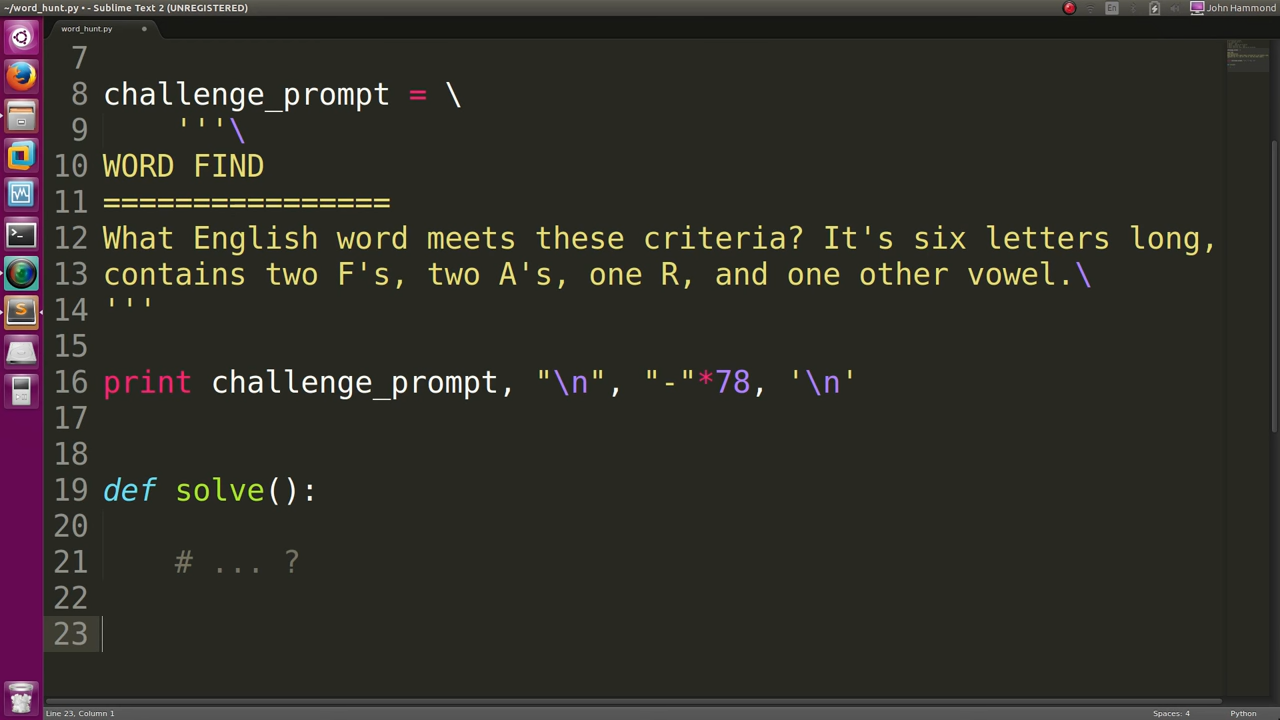 ~/word_hunt.py • - Sublime Text 2 (UNREGISTERED)
En
John Hammond
word_hunt.py
7
8 challenge_prompt = \
9 '''\
10 WORD FIND
11 ================
12 What English word meets these criteria? It's six letters long,
13 contains two F's, two A's, one R, and one other vowel.\
14 '''
15
16 print challenge_prompt, "\n", "-"*78, '\n'
17
18
19 def solve():
20
21 # ... ?
22
23
Line 23, Column 1
Spaces: 4
Python